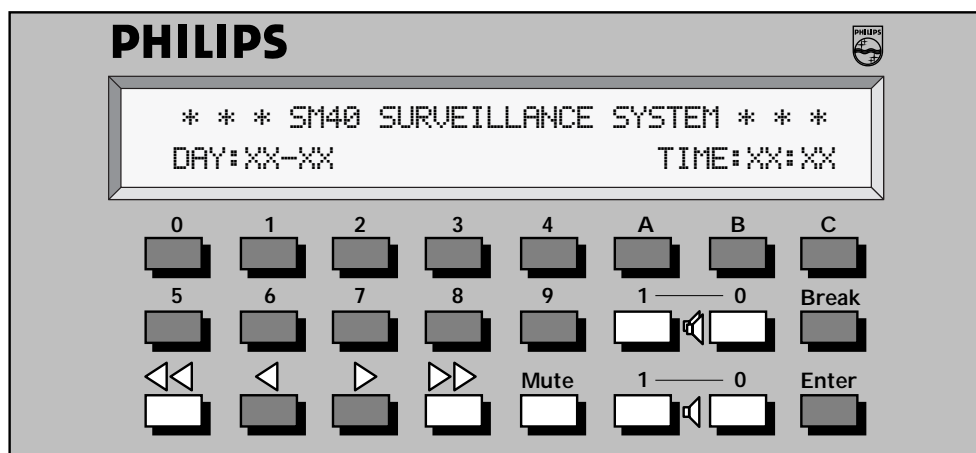 PHILIPS
PHILIPS
* * * SM40 SURVEILLANCE SYSTEM * * *
DAY:XX-XX TIME:XX:XX
0 1 2 3 4 A B C
5 6 7 8 9 1 0 Break
Mute 1 0 Enter